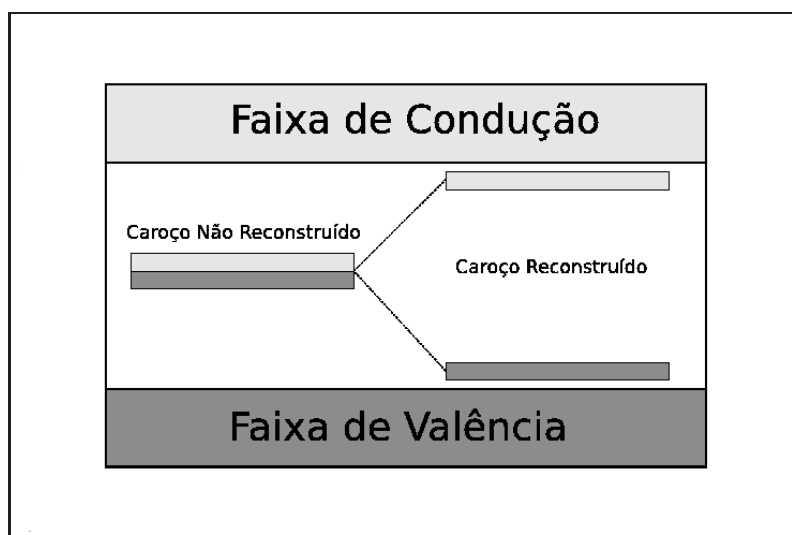 Faixa de Condução
Caroço Não Reconstruído
Caroço Reconstruído
Faixa de Valência